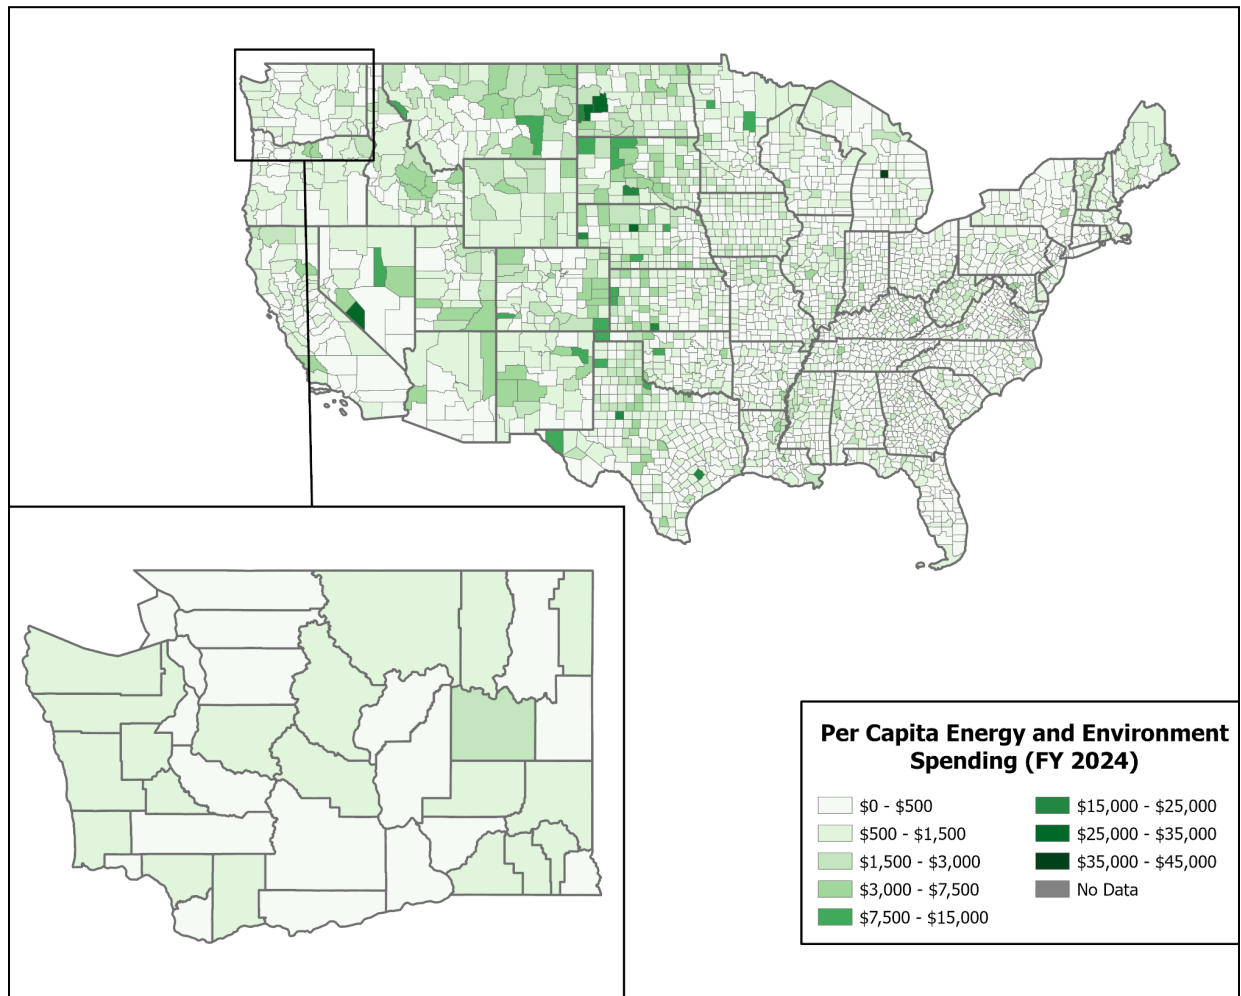 Per Capita Energy and Environment
Spending (FY 2024)
$0 - $500
$500 - $1,500
$1,500 - $3,000
$3,000 - $7,500
$7,500 - $15,000
$15,000 - $25,000
$25,000 - $35,000
$35,000 - $45,000
No Data